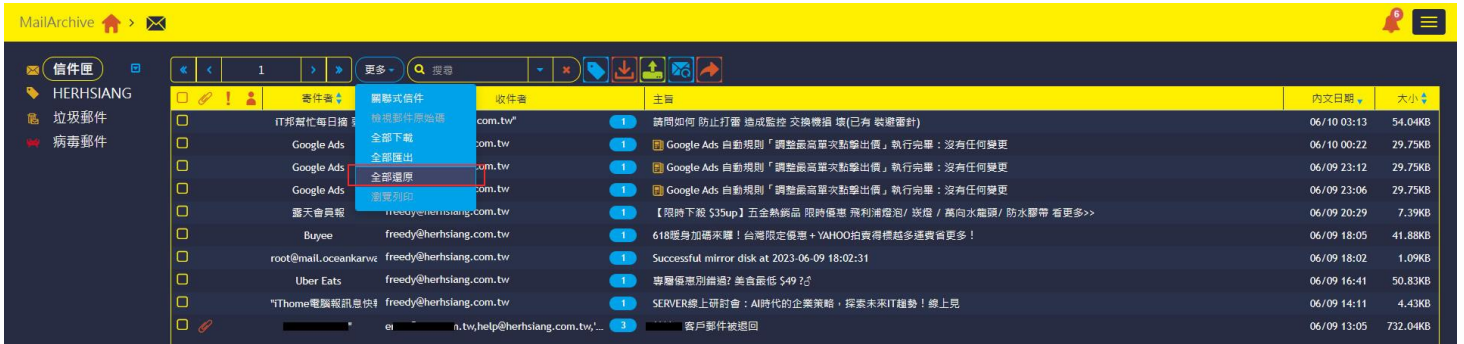 MailArchive >
6
信件匣
HERHSIANG
垃圾郵件
病毒郵件
« < 1 > » 更多 搜尋 ×
關聯式信件
檢視郵件原始碼
全部下載
全部匯出
全部還原
瀏覽列印
寄件者 收件者 主旨 內文日期 大小
iT邦幫忙每日摘 com.tw" 1 請問如何 防止打雷 造成監控 交換機損 壞(已有 裝避雷針) 06/10 03:13 54.04KB
Google Ads com.tw 1 Google Ads 自動規則「調整最高單次點擊出價」執行完畢：沒有任何變更 06/10 00:22 29.75KB
Google Ads com.tw 1 Google Ads 自動規則「調整最高單次點擊出價」執行完畢：沒有任何變更 06/09 23:12 29.75KB
Google Ads com.tw 1 Google Ads 自動規則「調整最高單次點擊出價」執行完畢：沒有任何變更 06/09 23:06 29.75KB
露天會員報 freedy@herhsiang.com.tw 1 【限時下殺 $35up】五金熱銷品 限時優惠 飛利浦燈泡/ 崁燈 / 萬向水龍頭/ 防水膠帶 看更多>> 06/09 20:29 7.39KB
Buyee freedy@herhsiang.com.tw 1 618暖身加碼來囉！台灣限定優惠+YAHOO拍賣得標越多運費省更多！ 06/09 18:05 41.88KB
root@mail.oceankarwa freedy@herhsiang.com.tw 1 Successful mirror disk at 2023-06-09 18:02:31 06/09 18:02 1.09KB
Uber Eats freedy@herhsiang.com.tw 1 專屬優惠別錯過? 美食最低 $49 ?♂ 06/09 16:41 50.83KB
"iThome電腦報訊息快 freedy@herhsiang.com.tw 1 SERVER線上研討會：AI時代的企業策略，探索未來IT趨勢！線上見 06/09 14:11 4.43KB
" n.tw,help@herhsiang.com.tw,'... 3 客戶郵件被退回 06/09 13:05 732.04KB